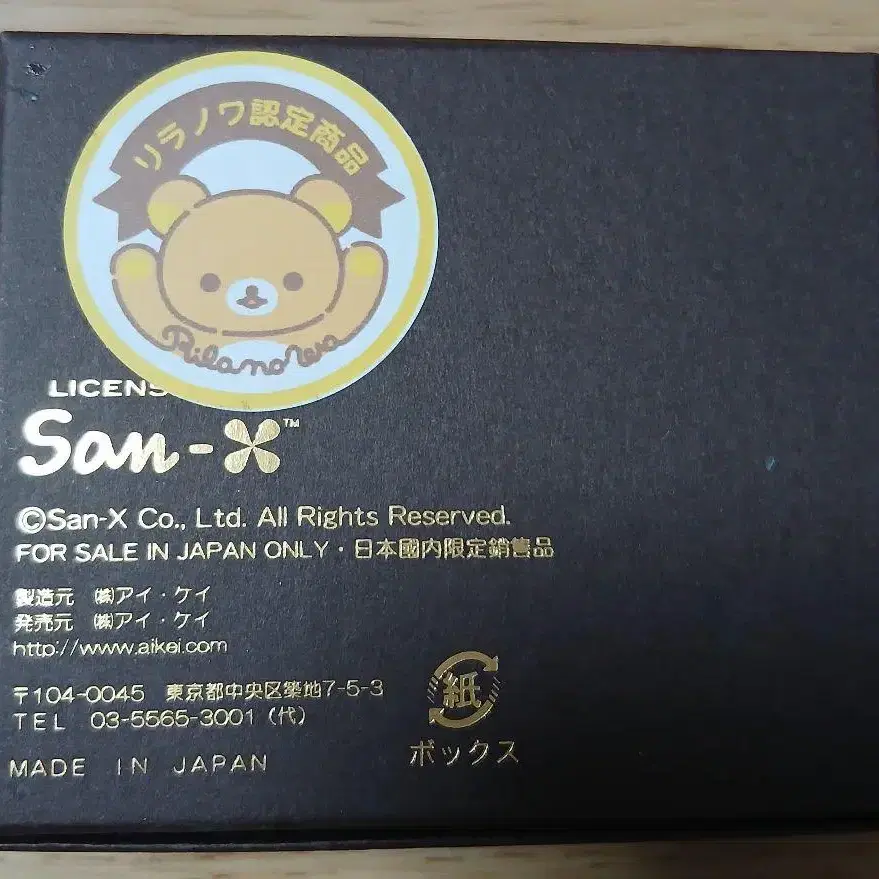 リラノワ認定商品
Rilanowa
LICENS
San-X™
©San-X Co., Ltd. All Rights Reserved.
FOR SALE IN JAPAN ONLY・日本國内限定銷售品
製造元 ㈱アイ・ケイ
発売元 ㈱アイ・ケイ
http://www.aikei.com
〒104-0045 東京都中央区築地7-5-3
TEL 03-5565-3001（代）
紙
ボックス
MADE IN JAPAN